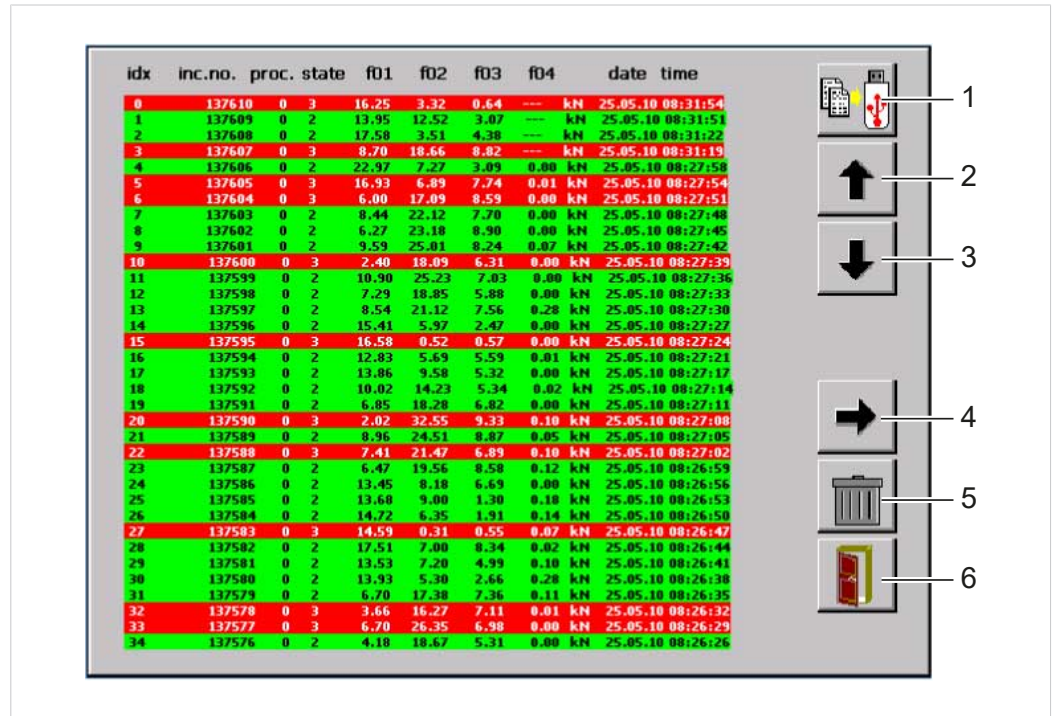 idx inc.no. proc. state f01 f02 f03 f04 date time
0 137610 0 3 16.25 3.32 0.64 --- kN 25.05.10 08:31:54
1 137609 0 2 13.95 12.52 3.07 --- kN 25.05.10 08:31:51
2 137608 0 2 17.58 3.51 4.38 --- kN 25.05.10 08:31:22
3 137607 0 3 8.70 18.66 8.82 --- kN 25.05.10 08:31:19
4 137606 0 2 22.97 7.27 3.09 0.00 kN 25.05.10 08:27:58
5 137605 0 3 16.93 6.89 7.74 0.01 kN 25.05.10 08:27:54
6 137604 0 3 6.00 17.09 8.59 0.00 kN 25.05.10 08:27:51
7 137603 0 2 8.44 22.12 7.70 0.00 kN 25.05.10 08:27:48
8 137602 0 2 6.27 23.18 8.90 0.00 kN 25.05.10 08:27:45
9 137601 0 2 9.59 25.01 8.24 0.07 kN 25.05.10 08:27:42
10 137600 0 3 2.40 18.09 6.31 0.00 kN 25.05.10 08:27:39
11 137599 0 2 10.90 25.23 7.03 0.00 kN 25.05.10 08:27:36
12 137598 0 2 7.29 18.85 5.88 0.00 kN 25.05.10 08:27:33
13 137597 0 2 8.54 21.12 7.56 0.28 kN 25.05.10 08:27:30
14 137596 0 2 15.41 5.97 2.47 0.00 kN 25.05.10 08:27:27
15 137595 0 3 16.58 0.52 0.57 0.00 kN 25.05.10 08:27:24
16 137594 0 2 12.83 5.69 5.59 0.01 kN 25.05.10 08:27:21
17 137593 0 2 13.86 9.58 5.32 0.00 kN 25.05.10 08:27:17
18 137592 0 2 10.02 14.23 5.34 0.02 kN 25.05.10 08:27:14
19 137591 0 2 6.85 18.28 6.82 0.00 kN 25.05.10 08:27:11
20 137590 0 3 2.02 32.55 9.33 0.10 kN 25.05.10 08:27:08
21 137589 0 2 8.96 24.51 8.87 0.05 kN 25.05.10 08:27:05
22 137588 0 3 7.41 21.47 6.89 0.10 kN 25.05.10 08:27:02
23 137587 0 2 6.47 19.56 8.58 0.12 kN 25.05.10 08:26:59
24 137586 0 2 13.45 8.18 6.69 0.00 kN 25.05.10 08:26:56
25 137585 0 2 13.68 9.00 1.30 0.18 kN 25.05.10 08:26:53
26 137584 0 2 14.72 6.35 1.91 0.14 kN 25.05.10 08:26:50
27 137583 0 3 14.59 0.31 0.55 0.07 kN 25.05.10 08:26:47
28 137582 0 2 17.51 7.00 8.34 0.02 kN 25.05.10 08:26:44
29 137581 0 2 13.53 7.20 4.99 0.10 kN 25.05.10 08:26:41
30 137580 0 2 13.93 5.30 2.66 0.28 kN 25.05.10 08:26:38
31 137579 0 2 6.70 17.38 7.36 0.11 kN 25.05.10 08:26:35
32 137578 0 3 3.66 16.27 7.11 0.01 kN 25.05.10 08:26:32
33 137577 0 3 6.70 26.35 6.98 0.00 kN 25.05.10 08:26:29
34 137576 0 2 4.18 18.67 5.31 0.00 kN 25.05.10 08:26:26
1
2
3
4
5
6